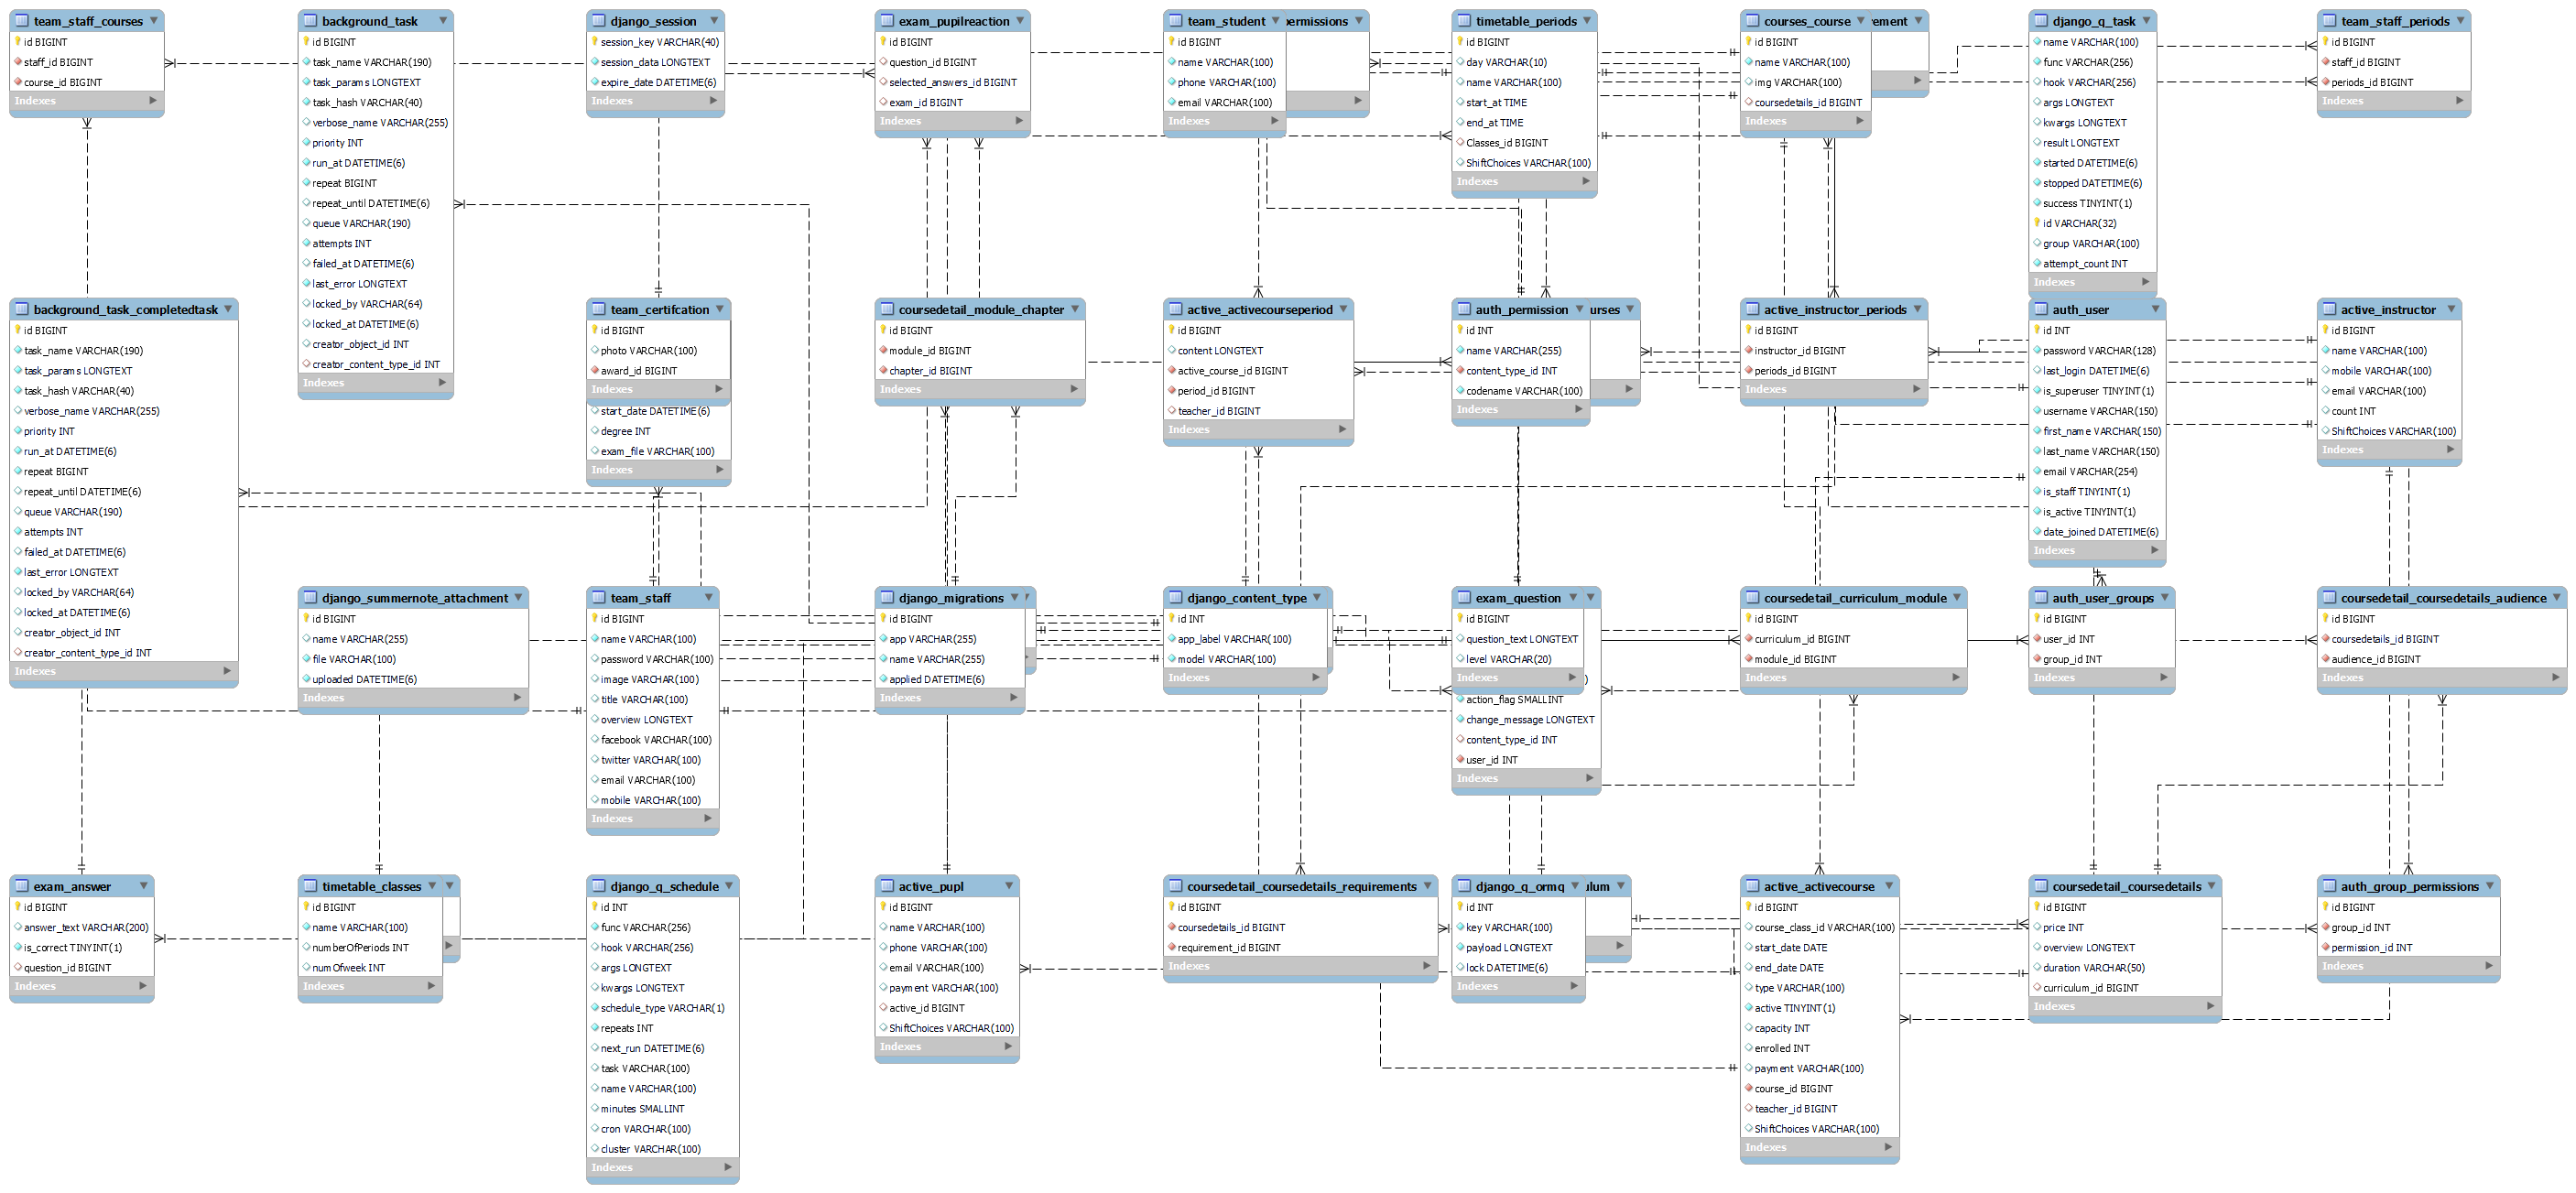 team_staff_courses
id BIGINT
staff_id BIGINT
course_id BIGINT
Indexes
background_task
id BIGINT
task_name VARCHAR(190)
task_params LONGTEXT
task_hash VARCHAR(40)
verbose_name VARCHAR(255)
priority INT
run_at DATETIME(6)
repeat BIGINT
repeat_until DATETIME(6)
queue VARCHAR(190)
attempts INT
failed_at DATETIME(6)
last_error LONGTEXT
locked_by VARCHAR(64)
locked_at DATETIME(6)
creator_object_id INT
creator_content_type_id INT
Indexes
django_session
session_key VARCHAR(40)
session_data LONGTEXT
expire_date DATETIME(6)
Indexes
exam_pupilreaction
id BIGINT
question_id BIGINT
selected_answers_id BIGINT
exam_id BIGINT
Indexes
team_student
id BIGINT
name VARCHAR(100)
phone VARCHAR(100)
email VARCHAR(100)
Indexes
ermissions
timetable_periods
id BIGINT
day VARCHAR(10)
name VARCHAR(100)
start_at TIME
end_at TIME
Classes_id BIGINT
ShiftChoices VARCHAR(100)
Indexes
courses_course
id BIGINT
name VARCHAR(100)
img VARCHAR(100)
coursedetails_id BIGINT
Indexes
ement
django_q_task
name VARCHAR(100)
func VARCHAR(256)
hook VARCHAR(256)
args LONGTEXT
kwargs LONGTEXT
result LONGTEXT
started DATETIME(6)
stopped DATETIME(6)
success TINYINT(1)
id VARCHAR(32)
group VARCHAR(100)
attempt_count INT
Indexes
team_staff_periods
id BIGINT
staff_id BIGINT
periods_id BIGINT
Indexes
background_task_completedtask
id BIGINT
task_name VARCHAR(190)
task_params LONGTEXT
task_hash VARCHAR(40)
verbose_name VARCHAR(255)
priority INT
run_at DATETIME(6)
repeat BIGINT
repeat_until DATETIME(6)
queue VARCHAR(190)
attempts INT
failed_at DATETIME(6)
last_error LONGTEXT
locked_by VARCHAR(64)
locked_at DATETIME(6)
creator_object_id INT
creator_content_type_id INT
Indexes
team_certifcation
id BIGINT
photo VARCHAR(100)
award_id BIGINT
Indexes
start_date DATETIME(6)
degree INT
exam_file VARCHAR(100)
Indexes
coursedetail_module_chapter
id BIGINT
module_id BIGINT
chapter_id BIGINT
Indexes
active_activecourseperiod
id BIGINT
content LONGTEXT
active_course_id BIGINT
period_id BIGINT
teacher_id BIGINT
Indexes
auth_permission
id INT
name VARCHAR(255)
content_type_id INT
codename VARCHAR(100)
Indexes
urses
active_instructor_periods
id BIGINT
instructor_id BIGINT
periods_id BIGINT
Indexes
auth_user
id INT
password VARCHAR(128)
last_login DATETIME(6)
is_superuser TINYINT(1)
username VARCHAR(150)
first_name VARCHAR(150)
last_name VARCHAR(150)
email VARCHAR(254)
is_staff TINYINT(1)
is_active TINYINT(1)
date_joined DATETIME(6)
Indexes
active_instructor
id BIGINT
name VARCHAR(100)
mobile VARCHAR(100)
email VARCHAR(100)
count INT
ShiftChoices VARCHAR(100)
Indexes
django_summernote_attachment
id BIGINT
name VARCHAR(255)
file VARCHAR(100)
uploaded DATETIME(6)
Indexes
team_staff
id BIGINT
name VARCHAR(100)
password VARCHAR(100)
image VARCHAR(100)
title VARCHAR(100)
overview LONGTEXT
facebook VARCHAR(100)
twitter VARCHAR(100)
email VARCHAR(100)
mobile VARCHAR(100)
Indexes
django_migrations
id BIGINT
app VARCHAR(255)
name VARCHAR(255)
applied DATETIME(6)
Indexes
django_content_type
id INT
app_label VARCHAR(100)
model VARCHAR(100)
Indexes
exam_question
id BIGINT
question_text LONGTEXT
level VARCHAR(20)
Indexes
)
action_flag SMALLINT
change_message LONGTEXT
content_type_id INT
user_id INT
Indexes
coursedetail_curriculum_module
id BIGINT
curriculum_id BIGINT
module_id BIGINT
Indexes
auth_user_groups
id BIGINT
user_id INT
group_id INT
Indexes
coursedetail_coursedetails_audience
id BIGINT
coursedetails_id BIGINT
audience_id BIGINT
Indexes
exam_answer
id BIGINT
answer_text VARCHAR(200)
is_correct TINYINT(1)
question_id BIGINT
Indexes
timetable_classes
id BIGINT
name VARCHAR(100)
numberOfPeriods INT
numOfweek INT
Indexes
django_q_schedule
id INT
func VARCHAR(256)
hook VARCHAR(256)
args LONGTEXT
kwargs LONGTEXT
schedule_type VARCHAR(1)
repeats INT
next_run DATETIME(6)
task VARCHAR(100)
name VARCHAR(100)
minutes SMALLINT
cron VARCHAR(100)
cluster VARCHAR(100)
Indexes
active_pupl
id BIGINT
name VARCHAR(100)
phone VARCHAR(100)
email VARCHAR(100)
payment VARCHAR(100)
active_id BIGINT
ShiftChoices VARCHAR(100)
Indexes
coursedetail_coursedetails_requirements
id BIGINT
coursedetails_id BIGINT
requirement_id BIGINT
Indexes
django_q_ormq
id INT
key VARCHAR(100)
payload LONGTEXT
lock DATETIME(6)
Indexes
ulum
active_activecourse
id BIGINT
course_class_id VARCHAR(100)
start_date DATE
end_date DATE
type VARCHAR(100)
active TINYINT(1)
capacity INT
enrolled INT
payment VARCHAR(100)
course_id BIGINT
teacher_id BIGINT
ShiftChoices VARCHAR(100)
Indexes
coursedetail_coursedetails
id BIGINT
price INT
overview LONGTEXT
duration VARCHAR(50)
curriculum_id BIGINT
Indexes
auth_group_permissions
id BIGINT
group_id INT
permission_id INT
Indexes